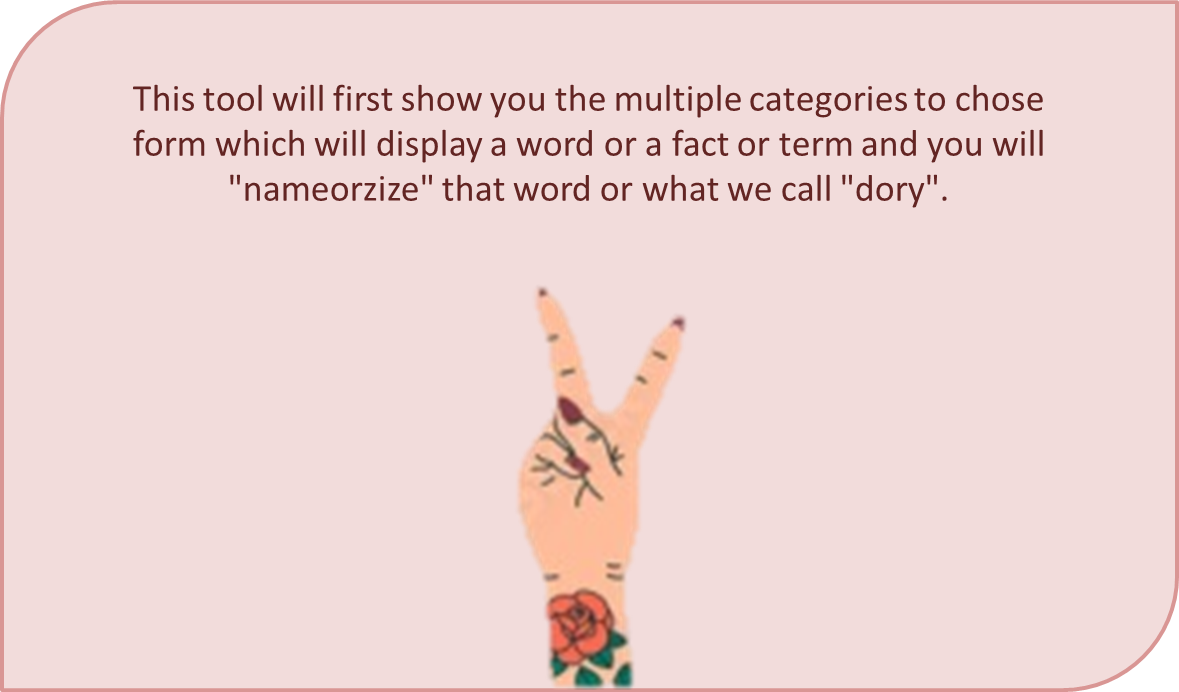 This tool will first show you the multiple categories to chose
form which will display a word or a fact or term and you will
"nameorzize" that word or what we call "dory".